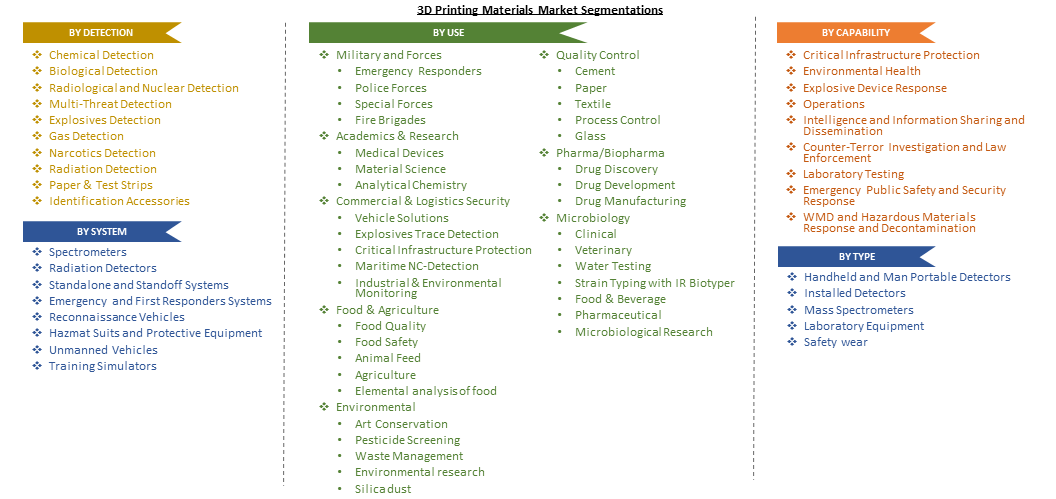 3D Printing Materials Market Segmentations
BY DETECTION
❖ Chemical Detection
❖ Biological Detection
❖ Radiological and Nuclear Detection
❖ Multi-Threat Detection
❖ Explosives Detection
❖ Gas Detection
❖ Narcotics Detection
❖ Radiation Detection
❖ Paper & Test Strips
❖ Identification Accessories
BY SYSTEM
❖ Spectrometers
❖ Radiation Detectors
❖ Standalone and Standoff Systems
❖ Emergency and First Responders Systems
❖ Reconnaissance Vehicles
❖ Hazmat Suits and Protective Equipment
❖ Unmanned Vehicles
❖ Training Simulators
BY USE
❖ Military and Forces
• Emergency Responders
• Police Forces
• Special Forces
• Fire Brigades
❖ Academics & Research
• Medical Devices
• Material Science
• Analytical Chemistry
❖ Commercial & Logistics Security
• Vehicle Solutions
• Explosives Trace Detection
• Critical Infrastructure Protection
• Maritime NC-Detection
• Industrial & Environmental
Monitoring
❖ Food & Agriculture
• Food Quality
• Food Safety
• Animal Feed
• Agriculture
• Elemental analysis of food
❖ Environmental
• Art Conservation
• Pesticide Screening
• Waste Management
• Environmental research
• Silica dust
❖ Quality Control
• Cement
• Paper
• Textile
• Process Control
• Glass
❖ Pharma/Biopharma
• Drug Discovery
• Drug Development
• Drug Manufacturing
❖ Microbiology
• Clinical
• Veterinary
• Water Testing
• Strain Typing with IR Biotyper
• Food & Beverage
• Pharmaceutical
• Microbiological Research
BY CAPABILITY
❖ Critical Infrastructure Protection
❖ Environmental Health
❖ Explosive Device Response
❖ Operations
❖ Intelligence and Information Sharing and
Dissemination
❖ Counter-Terror Investigation and Law
Enforcement
❖ Laboratory Testing
❖ Emergency Public Safety and Security
Response
❖ WMD and Hazardous Materials
Response and Decontamination
BY TYPE
❖ Handheld and Man Portable Detectors
❖ Installed Detectors
❖ Mass Spectrometers
❖ Laboratory Equipment
❖ Safety wear